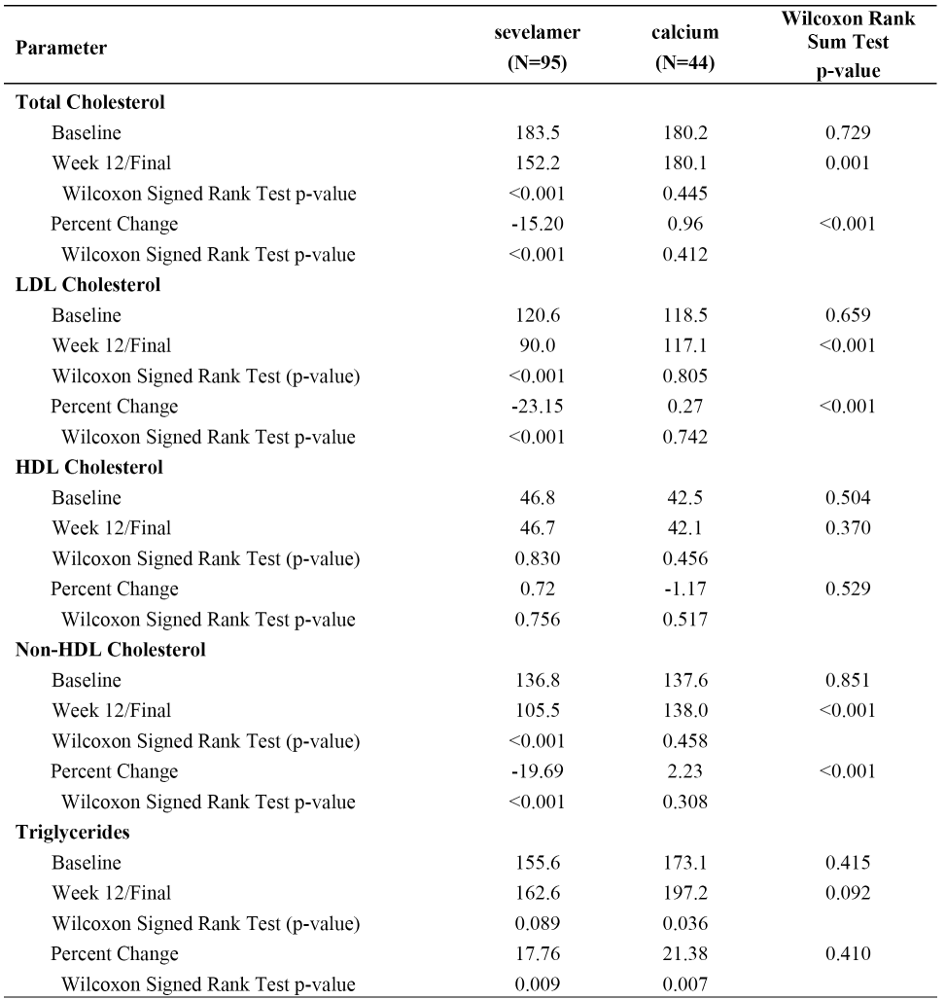 Parameter sevelamer (N=95) calcium (N=44) Wilcoxon Rank Sum Test p-value
Total Cholesterol
Baseline 183.5 180.2 0.729
Week 12/Final 152.2 180.1 0.001
Wilcoxon Signed Rank Test p-value <0.001 0.445
Percent Change -15.20 0.96 <0.001
Wilcoxon Signed Rank Test p-value <0.001 0.412
LDL Cholesterol
Baseline 120.6 118.5 0.659
Week 12/Final 90.0 117.1 <0.001
Wilcoxon Signed Rank Test (p-value) <0.001 0.805
Percent Change -23.15 0.27 <0.001
Wilcoxon Signed Rank Test p-value <0.001 0.742
HDL Cholesterol
Baseline 46.8 42.5 0.504
Week 12/Final 46.7 42.1 0.370
Wilcoxon Signed Rank Test (p-value) 0.830 0.456
Percent Change 0.72 -1.17 0.529
Wilcoxon Signed Rank Test p-value 0.756 0.517
Non-HDL Cholesterol
Baseline 136.8 137.6 0.851
Week 12/Final 105.5 138.0 <0.001
Wilcoxon Signed Rank Test (p-value) <0.001 0.458
Percent Change -19.69 2.23 <0.001
Wilcoxon Signed Rank Test p-value <0.001 0.308
Triglycerides
Baseline 155.6 173.1 0.415
Week 12/Final 162.6 197.2 0.092
Wilcoxon Signed Rank Test (p-value) 0.089 0.036
Percent Change 17.76 21.38 0.410
Wilcoxon Signed Rank Test p-value 0.009 0.007